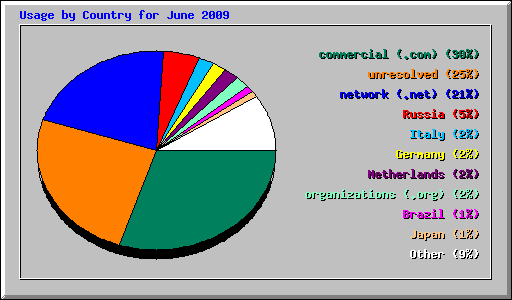 Usage by Country for June 2009
commercial (.com) (30%)
unresolved (25%)
network (.net) (21%)
Russia (5%)
Italy (2%)
Germany (2%)
Netherlands (2%)
organizations (.org) (2%)
Brazil (1%)
Japan (1%)
Other (9%)